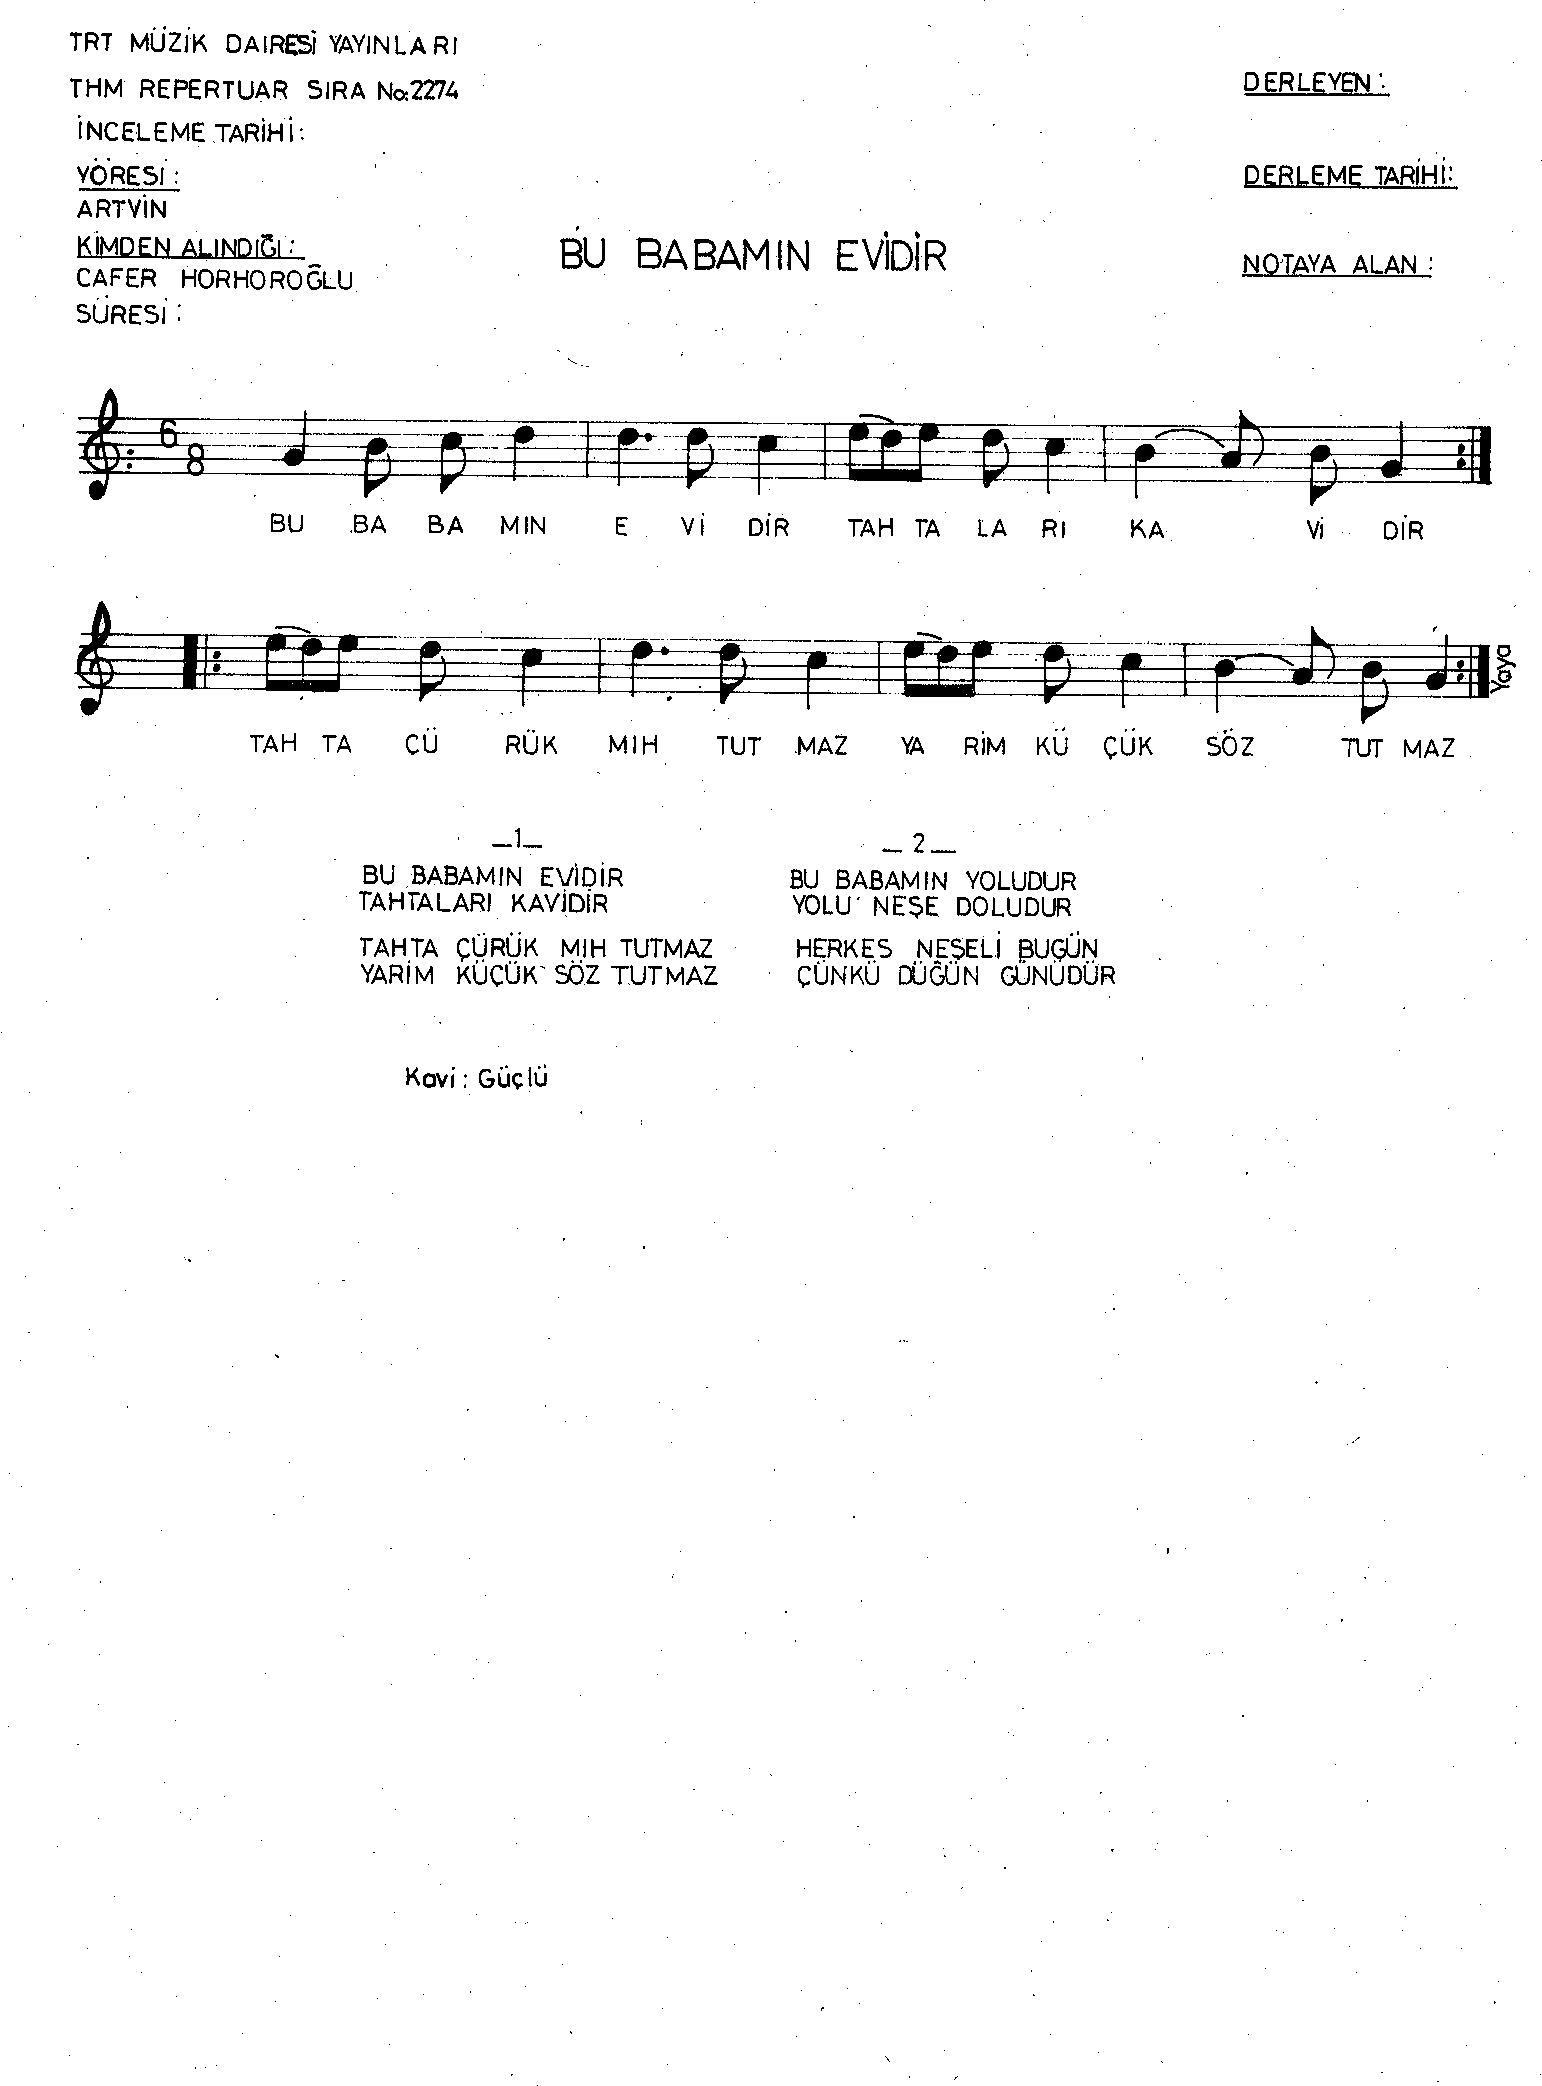 TRT MÜZİK DAİRESİ YAYINLARI
THM REPERTUAR SIRA No:2274
İNCELEME TARİHİ:
YÖRESİ:
ARTVİN
KİMDEN ALINDIĞI:
CAFER HORHOROĞLU
SÜRESİ:
BU BABAMIN EVİDİR
DERLEYEN:
DERLEME TARİHİ:
NOTAYA ALAN:
6
8
BU BA BA MIN E Vİ DİR TAH TA LA RI KA Vİ DİR
Yaya
TAH TA ÇÜ RÜK MIH TUT MAZ YA RİM KÜ ÇÜK SÖZ TUT MAZ
_1_
BU BABAMIN EVİDİR
TAHTALARI KAVİDİR
TAHTA ÇÜRÜK MIH TUTMAZ
YARİM KÜÇÜK SÖZ TUTMAZ
_2_
BU BABAMIN YOLUDUR
YOLU NEŞE DOLUDUR
HERKES NEŞELİ BUGÜN
ÇÜNKÜ DÜĞÜN GÜNÜDÜR
Kavi: Güçlü